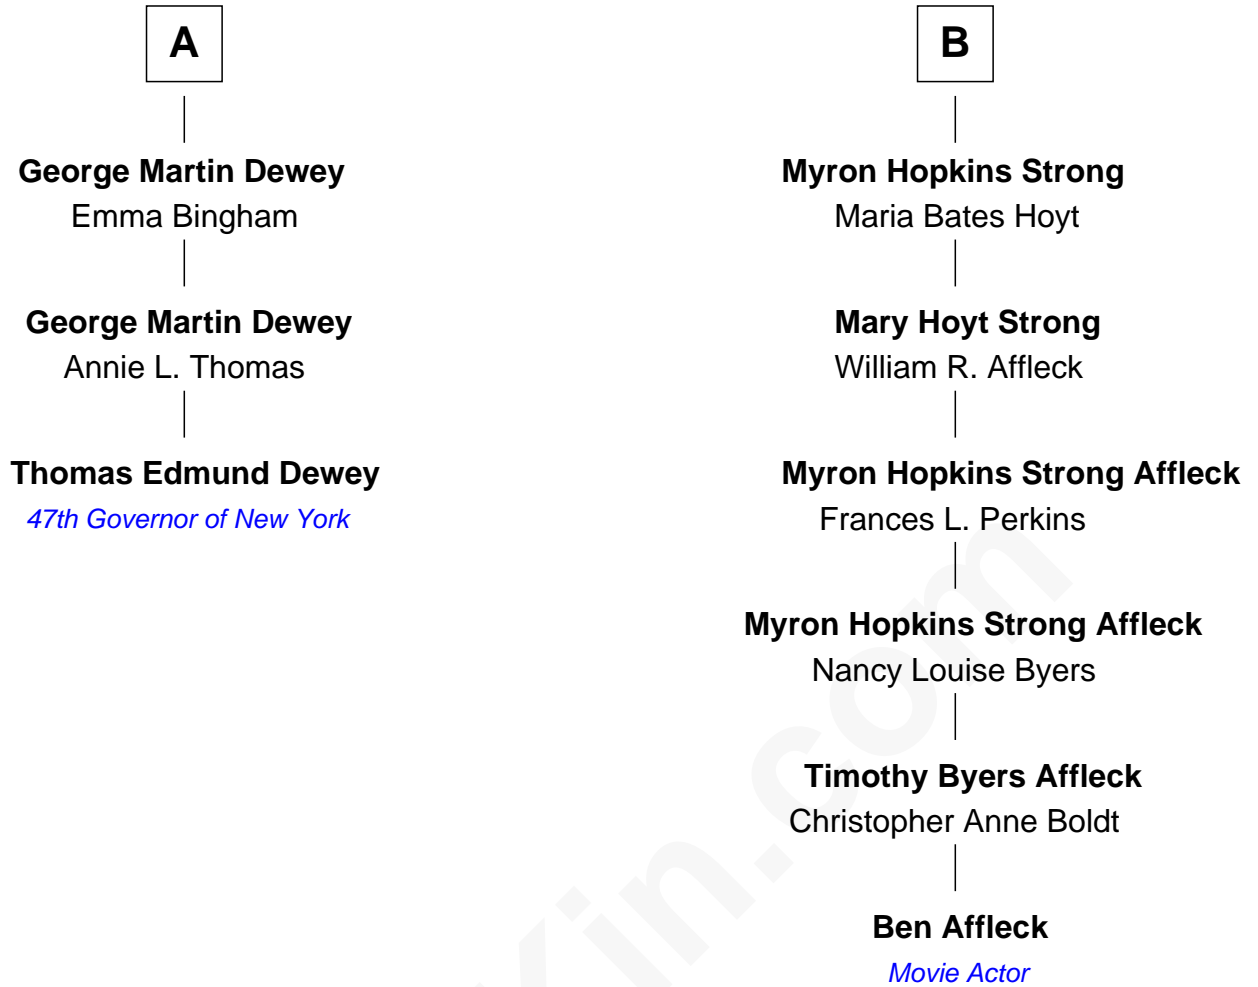 A
George Martin Dewey
Emma Bingham
George Martin Dewey
Annie L. Thomas
Thomas Edmund Dewey
47th Governor of New York
B
Myron Hopkins Strong
Maria Bates Hoyt
Mary Hoyt Strong
William R. Affleck
Myron Hopkins Strong Affleck
Frances L. Perkins
Myron Hopkins Strong Affleck
Nancy Louise Byers
Timothy Byers Affleck
Christopher Anne Boldt
Ben Affleck
Movie Actor
Kin.com